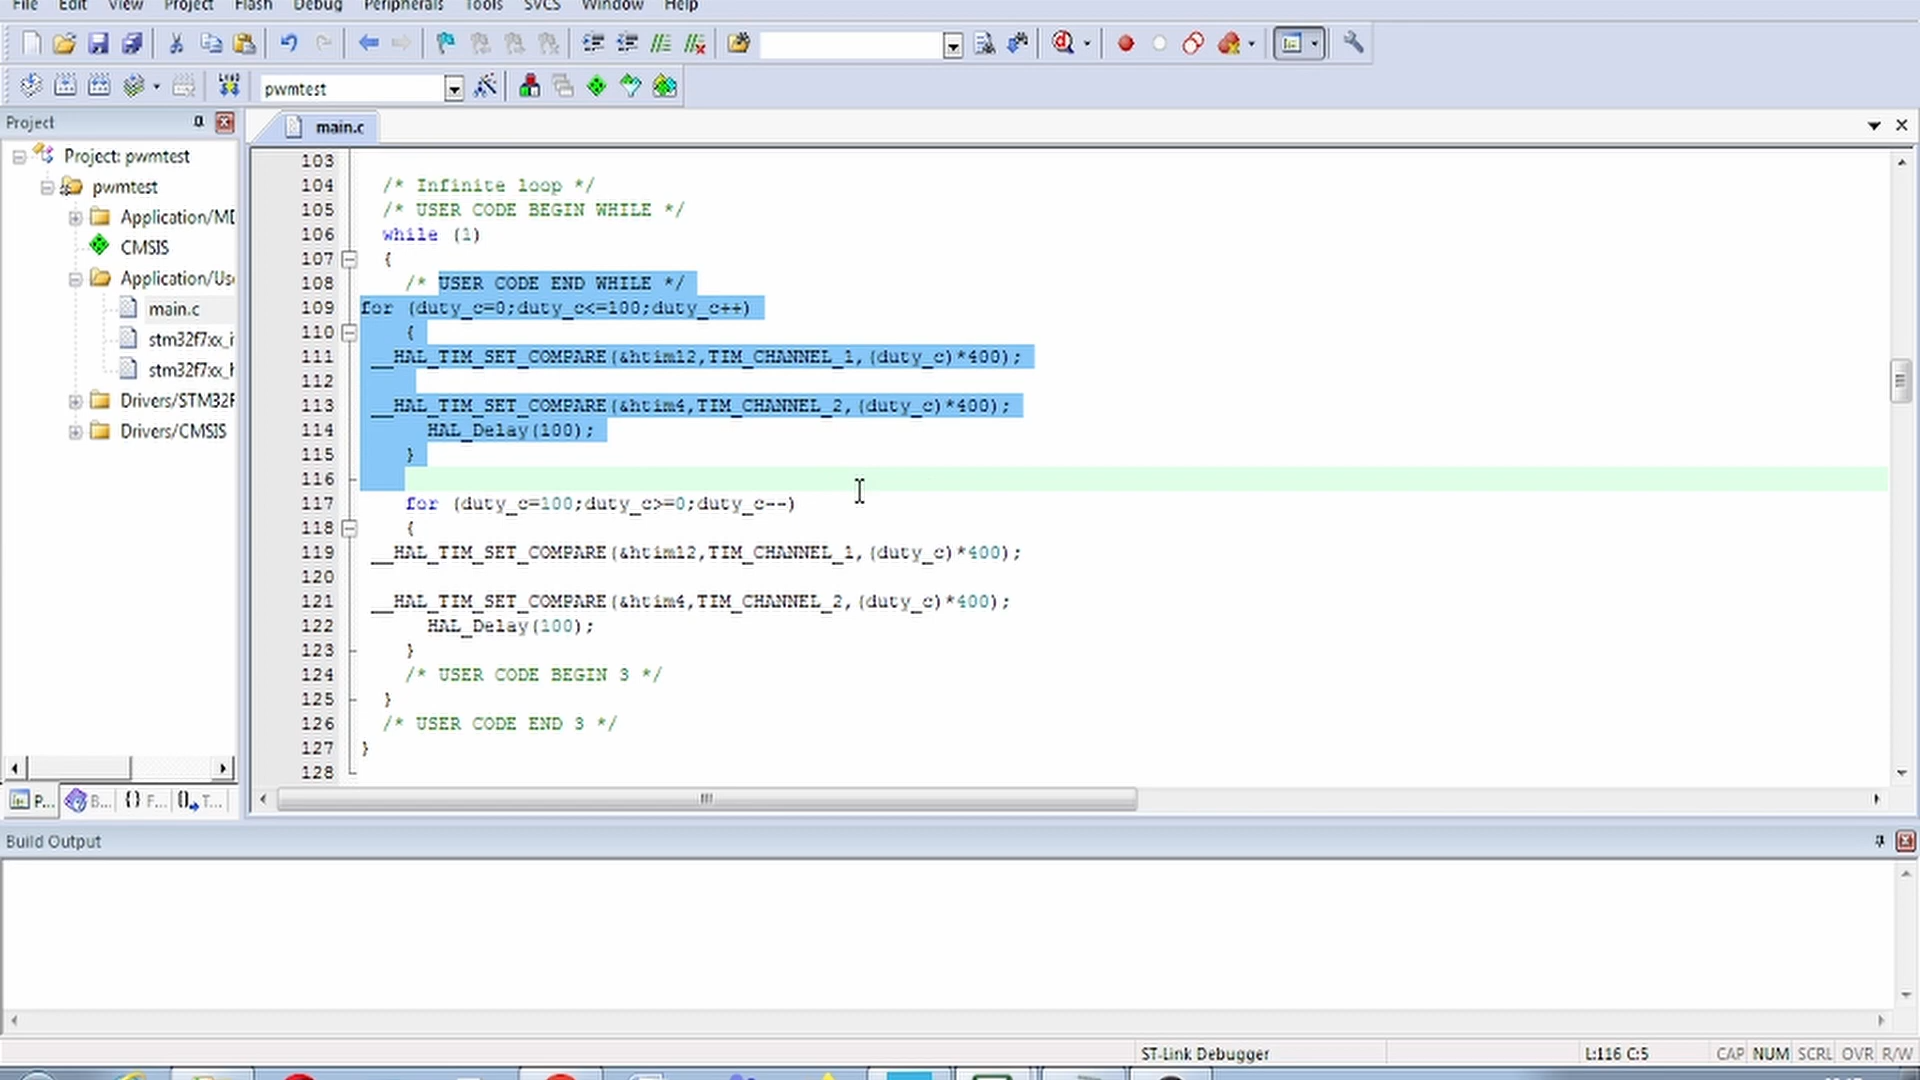 File Edit View Project Flash Debug Peripherals Tools SVCS Window Help
pwmtest
Project
main.c
Project: pwmtest
pwmtest
Application/MD
CMSIS
Application/Use
main.c
stm32f7xx_i
stm32f7xx_h
Drivers/STM32F
Drivers/CMSIS
103
104 /* Infinite loop */
105 /* USER CODE BEGIN WHILE */
106 while (1)
107 {
108 /* USER CODE END WHILE */
109 for (duty_c=0;duty_c<=100;duty_c++)
110 {
111 __HAL_TIM_SET_COMPARE(&htim12,TIM_CHANNEL_1,(duty_c)*400);
112
113 __HAL_TIM_SET_COMPARE(&htim4,TIM_CHANNEL_2,(duty_c)*400);
114 HAL_Delay(100);
115 }
116
117 for (duty_c=100;duty_c>=0;duty_c--)
118 {
119 __HAL_TIM_SET_COMPARE(&htim12,TIM_CHANNEL_1,(duty_c)*400);
120
121 __HAL_TIM_SET_COMPARE(&htim4,TIM_CHANNEL_2,(duty_c)*400);
122 HAL_Delay(100);
123 }
124 /* USER CODE BEGIN 3 */
125 }
126 /* USER CODE END 3 */
127 }
128
P... B... {} F... T...
Build Output
ST-Link Debugger L:116 C:5 CAP NUM SCRL OVR R/W